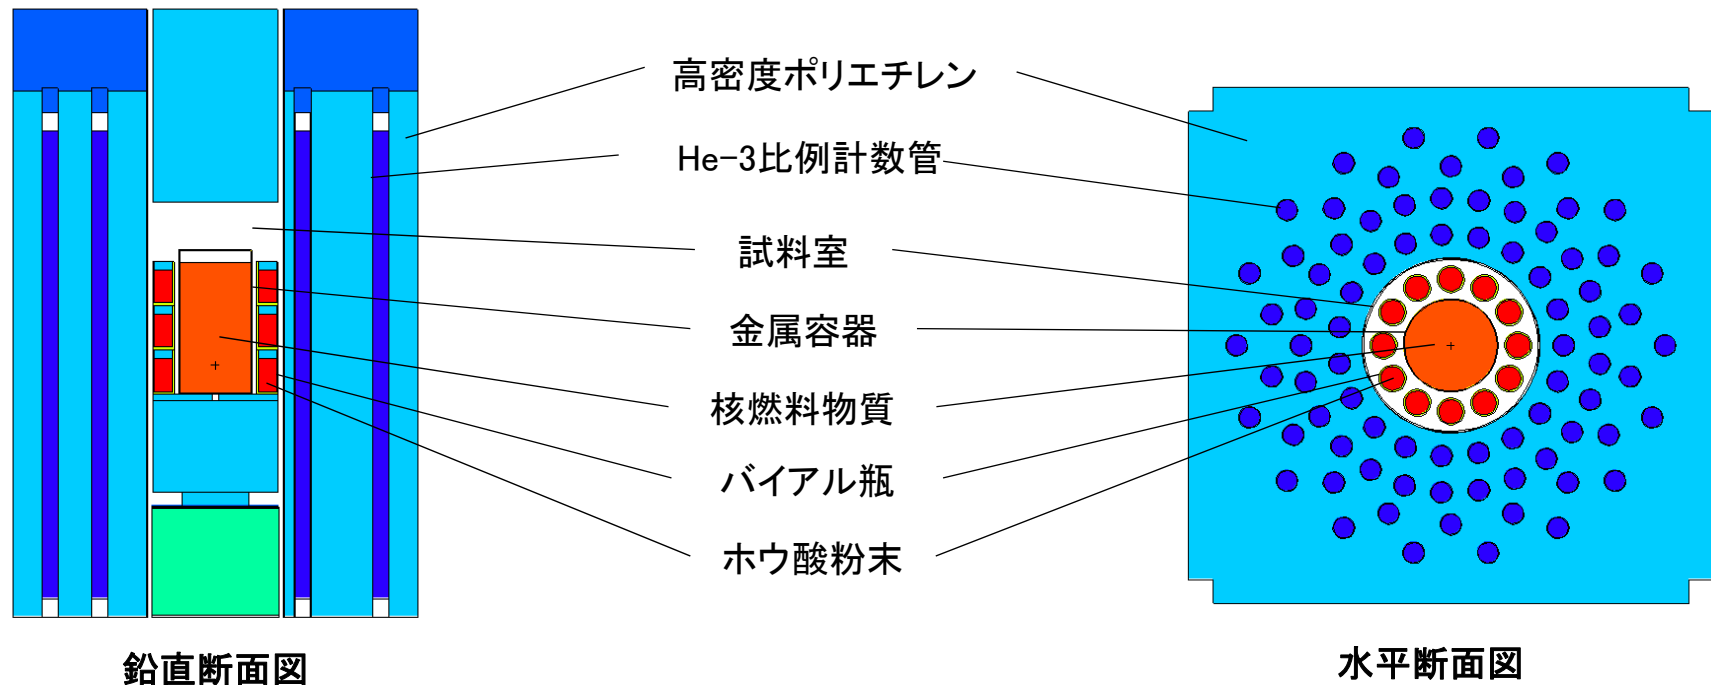 高密度ポリエチレン
He-3比例計数管
試料室
金属容器
核燃料物質
バイアル瓶
ホウ酸粉末
鉛直断面図
水平断面図